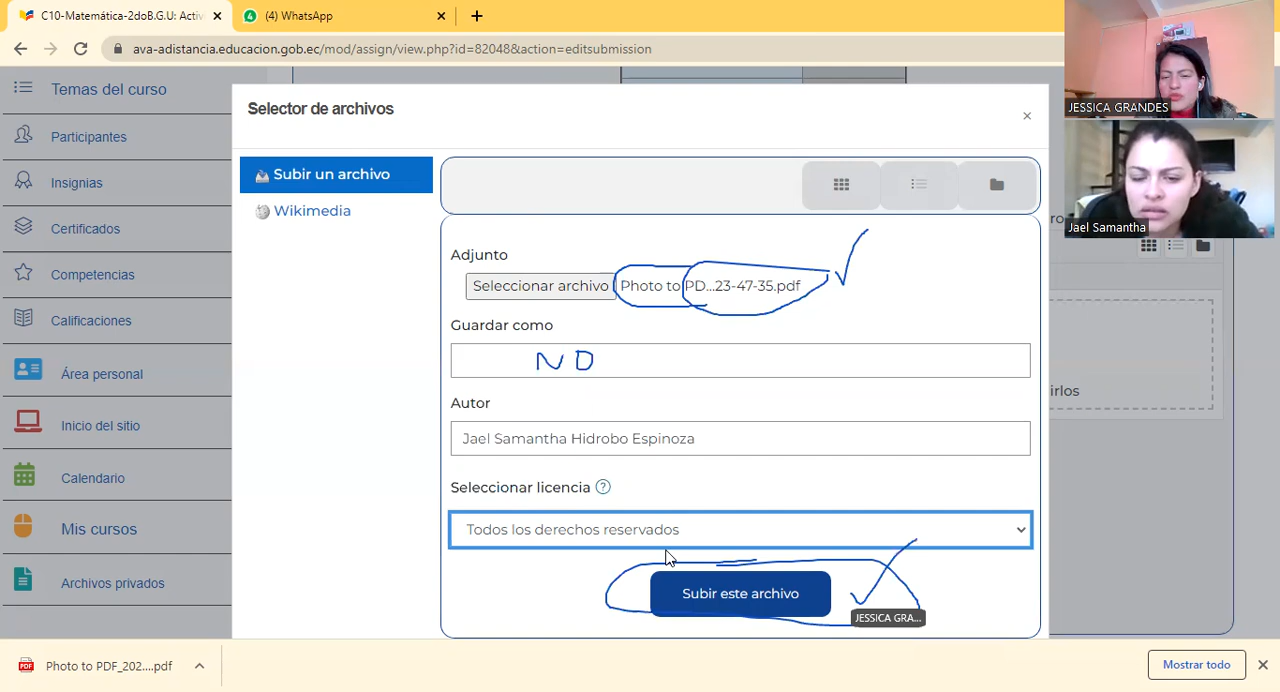 C10-Matemática-2doB.G.U: Activ
(4) WhatsApp
ava-adistancia.educacion.gob.ec/mod/assign/view.php?id=82048&action=editsubmission
JESSICA GRANDES
Jael Samantha
Temas del curso
Participantes
Insignias
Certificados
Competencias
Calificaciones
Área personal
Inicio del sitio
Calendario
Mis cursos
Archivos privados
Selector de archivos
×
Subir un archivo
Wikimedia
Adjunto
Seleccionar archivo Photo to PD...23-47-35.pdf
Guardar como
NO
Autor
Jael Samantha Hidrobo Espinoza
Seleccionar licencia ?
Todos los derechos reservados
Subir este archivo
JESSICA GRA...
irlos
Photo to PDF_202....pdf
Mostrar todo